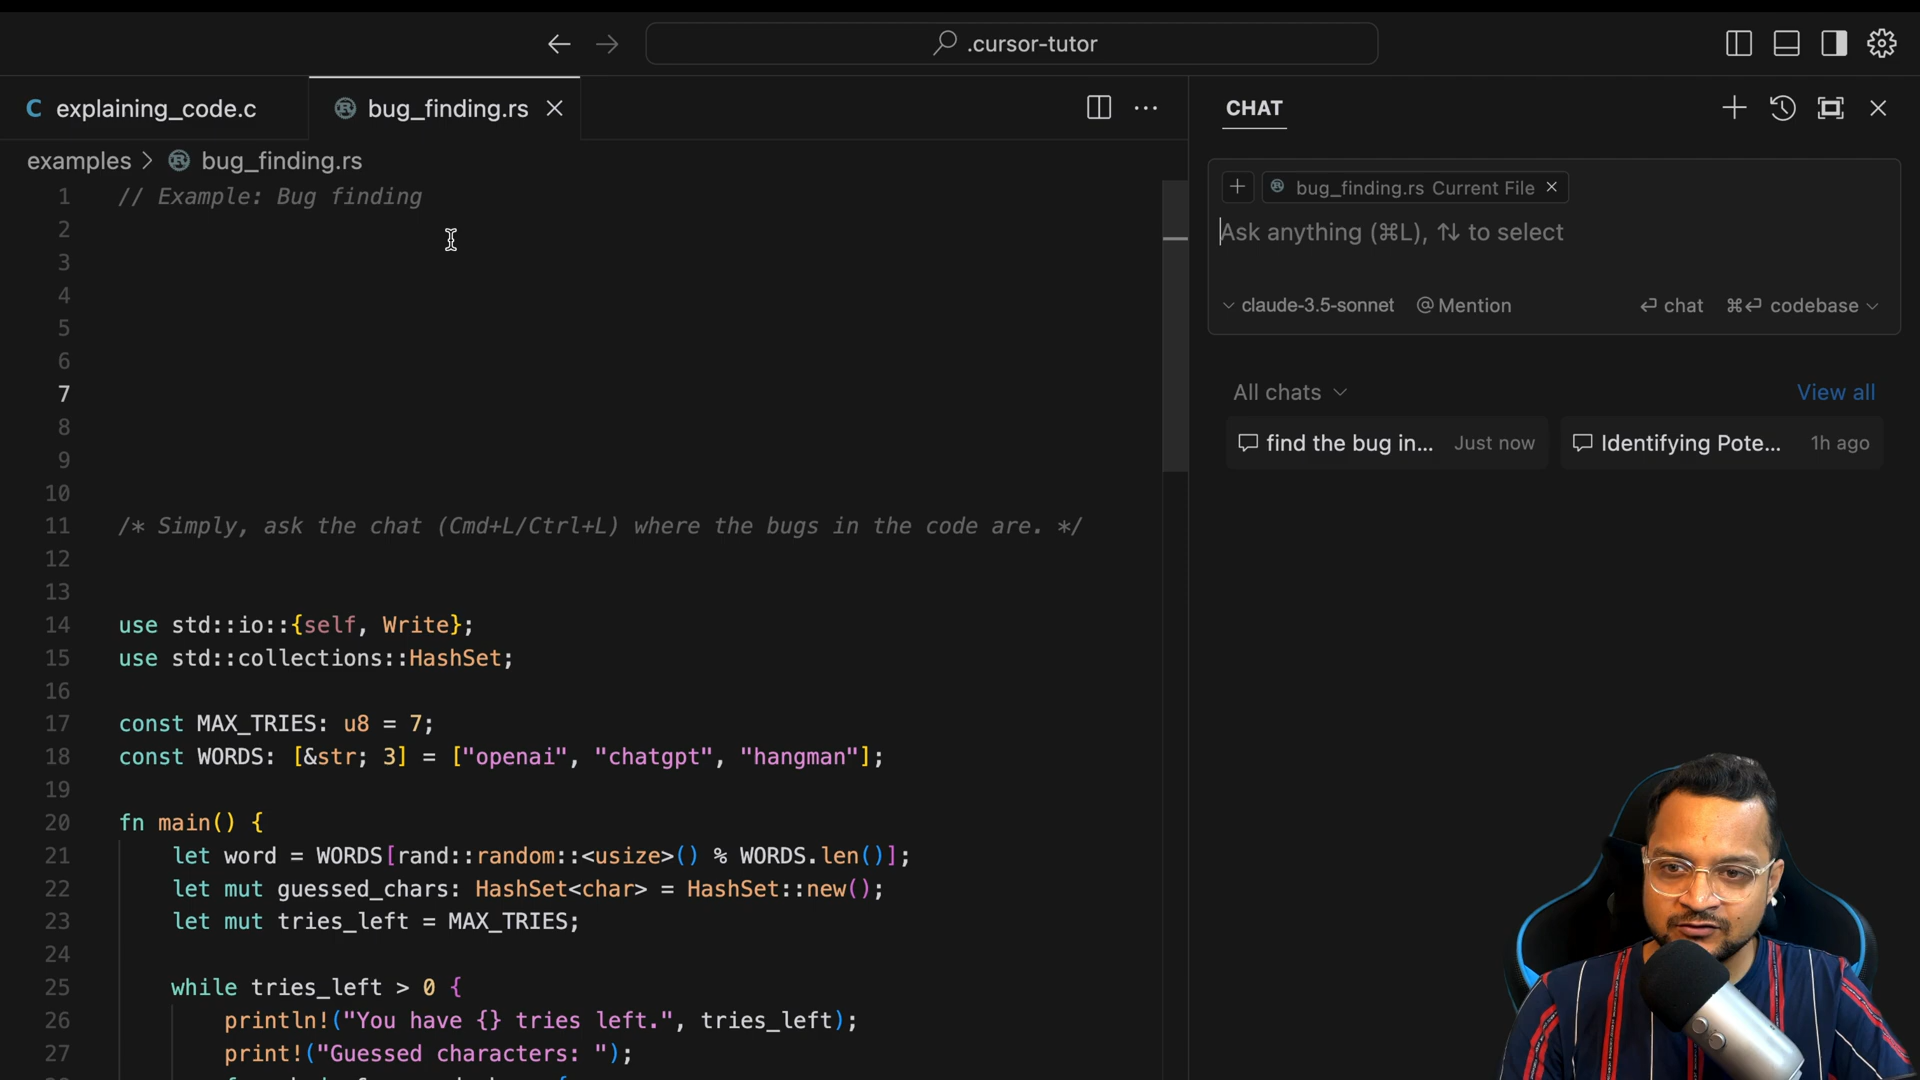 .cursor-tutor
C explaining_code.c
bug_finding.rs
CHAT
examples > bug_finding.rs
bug_finding.rs Current File
Ask anything (⌘L), ↑↓ to select
claude-3.5-sonnet @ Mention
⏎ chat ⌘⏎ codebase
All chats
View all
find the bug in... Just now
Identifying Pote... 1h ago
1 // Example: Bug finding
2
3
4
5
6
7
8
9
10
11 /* Simply, ask the chat (Cmd+L/Ctrl+L) where the bugs in the code are. */
12
13
14 use std::io::{self, Write};
15 use std::collections::HashSet;
16
17 const MAX_TRIES: u8 = 7;
18 const WORDS: [&str; 3] = ["openai", "chatgpt", "hangman"];
19
20 fn main() {
21 let word = WORDS[rand::random::<usize>() % WORDS.len()];
22 let mut guessed_chars: HashSet<char> = HashSet::new();
23 let mut tries_left = MAX_TRIES;
24
25 while tries_left > 0 {
26 println!("You have {} tries left.", tries_left);
27 print!("Guessed characters: ");